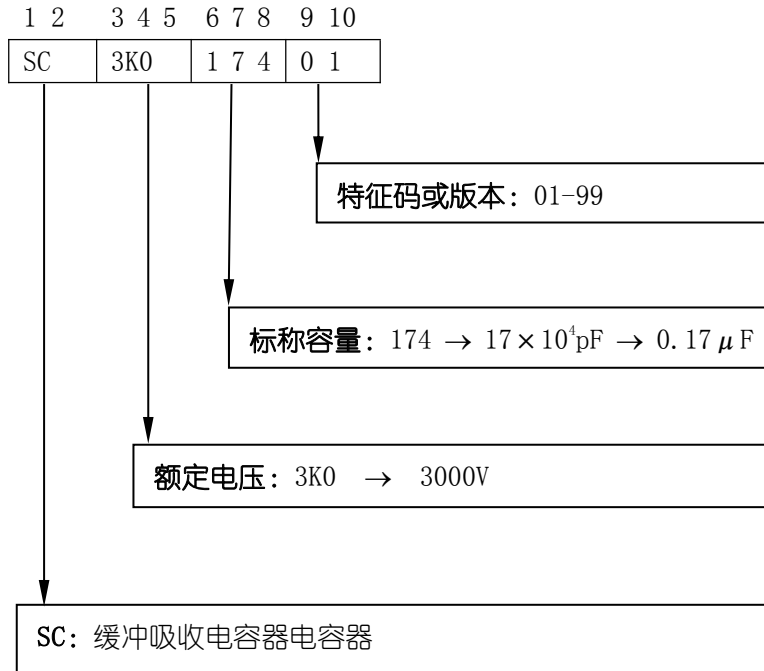 1 2 3 4 5 6 7 8 9 10
SC 3K0 1 7 4 0 1
特征码或版本: 01-99
标称容量: 174 → 17×10⁴pF → 0.17μF
额定电压: 3K0 → 3000V
SC: 缓冲吸收电容器电容器